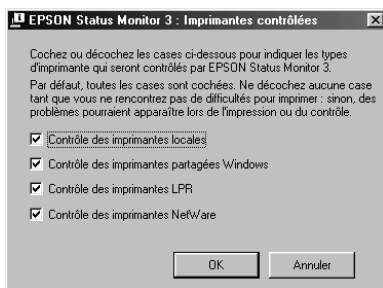 EPSON Status Monitor 3 : Imprimantes contrôlées
Cochez ou décochez les cases ci-dessous pour indiquer les types
d'imprimante qui seront contrôlés par EPSON Status Monitor 3.
Par défaut, toutes les cases sont cochées. Ne décochez aucune case
tant que vous ne rencontrez pas de difficultés pour imprimer : sinon, des
problèmes pourraient apparaître lors de l'impression ou du contrôle.
Contrôle des imprimantes locales
Contrôle des imprimantes partagées Windows
Contrôle des imprimantes LPR
Contrôle des imprimantes NetWare
OK Annuler